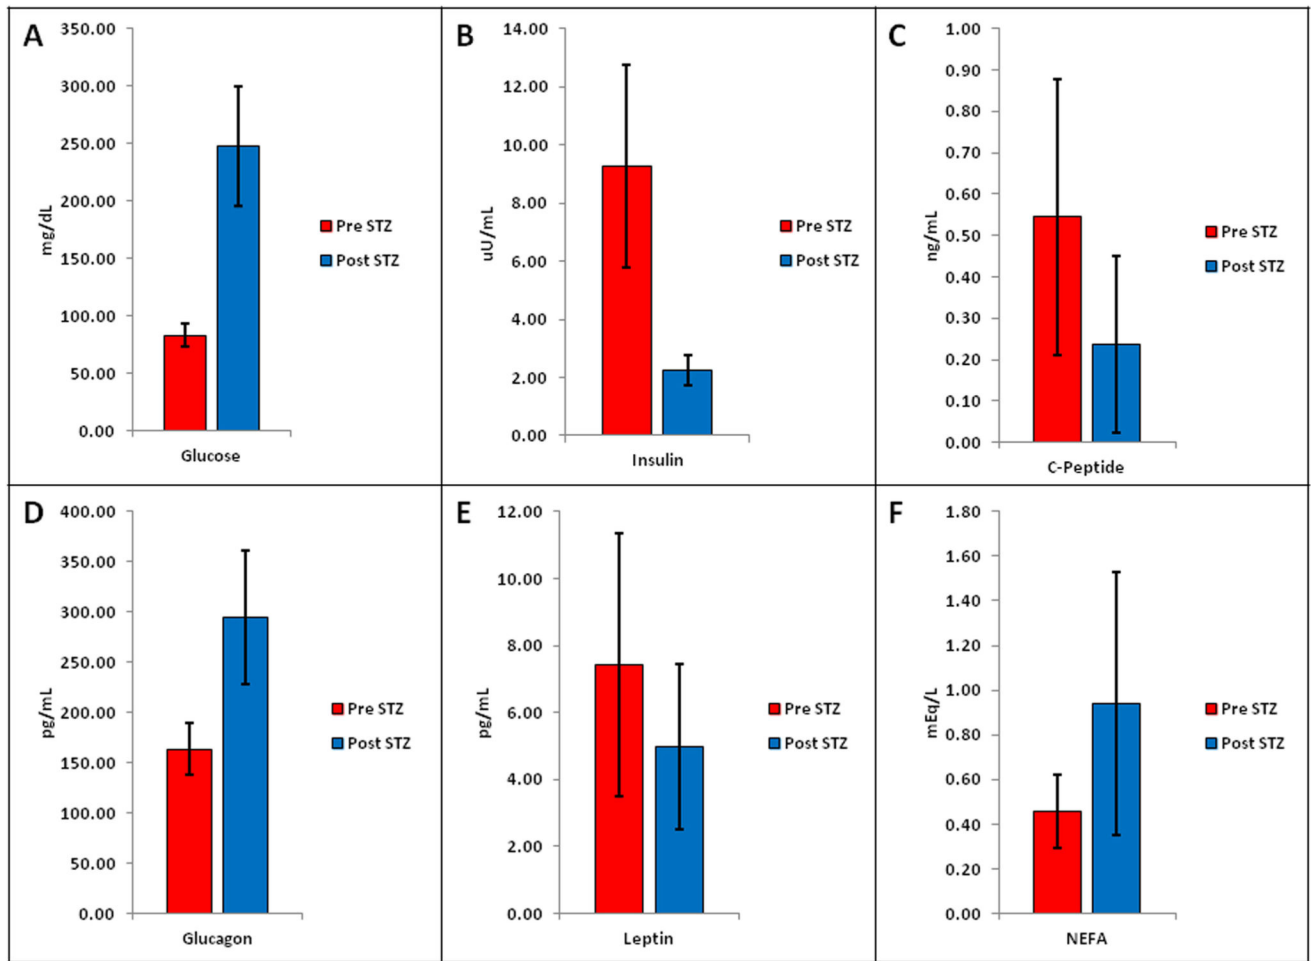 A
350.00
300.00
250.00
200.00
150.00
100.00
50.00
0.00
mg/dL
Glucose
Pre STZ
Post STZ
B
14.00
12.00
10.00
8.00
6.00
4.00
2.00
0.00
uU/mL
Insulin
Pre STZ
Post STZ
C
1.00
0.90
0.80
0.70
0.60
0.50
0.40
0.30
0.20
0.10
0.00
ng/mL
C-Peptide
Pre STZ
Post STZ
D
400.00
350.00
300.00
250.00
200.00
150.00
100.00
50.00
0.00
pg/mL
Glucagon
Pre STZ
Post STZ
E
12.00
10.00
8.00
6.00
4.00
2.00
0.00
pg/mL
Leptin
Pre STZ
Post STZ
F
1.80
1.60
1.40
1.20
1.00
0.80
0.60
0.40
0.20
0.00
mEq/L
NEFA
Pre STZ
Post STZ